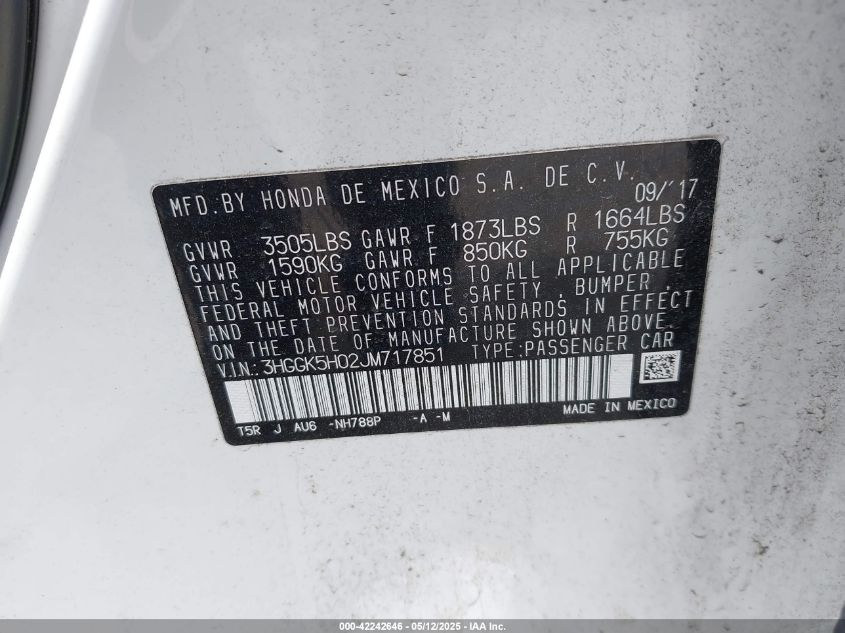 MFD.BY HONDA DE MEXICO S.A. DE C.V.
09/'17
GVWR 3505LBS GAWR F 1873LBS R 1664LBS
GVWR 1590KG GAWR F 850KG R 755KG
THIS VEHICLE CONFORMS TO ALL APPLICABLE
FEDERAL MOTOR VEHICLE SAFETY , BUMPER ,
AND THEFT PREVENTION STANDARDS IN EFFECT
ON THE DATE OF MANUFACTURE SHOWN ABOVE.
V.IN.:3HGGK5H02JM717851 TYPE:PASSENGER CAR
T5R J AU6 -NH788P -A -M MADE IN MEXICO
000-42242646 - 05/12/2025 - IAA Inc.